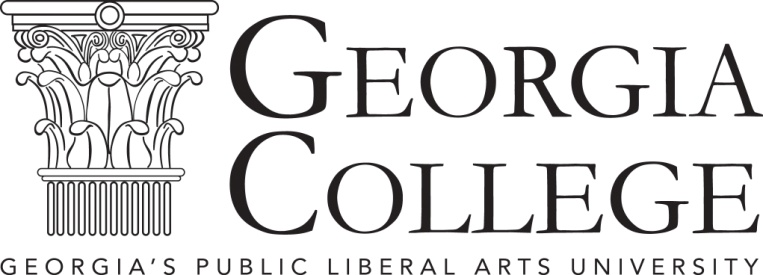 GEORGIA
COLLEGE
GEORGIA'S PUBLIC LIBERAL ARTS UNIVERSITY